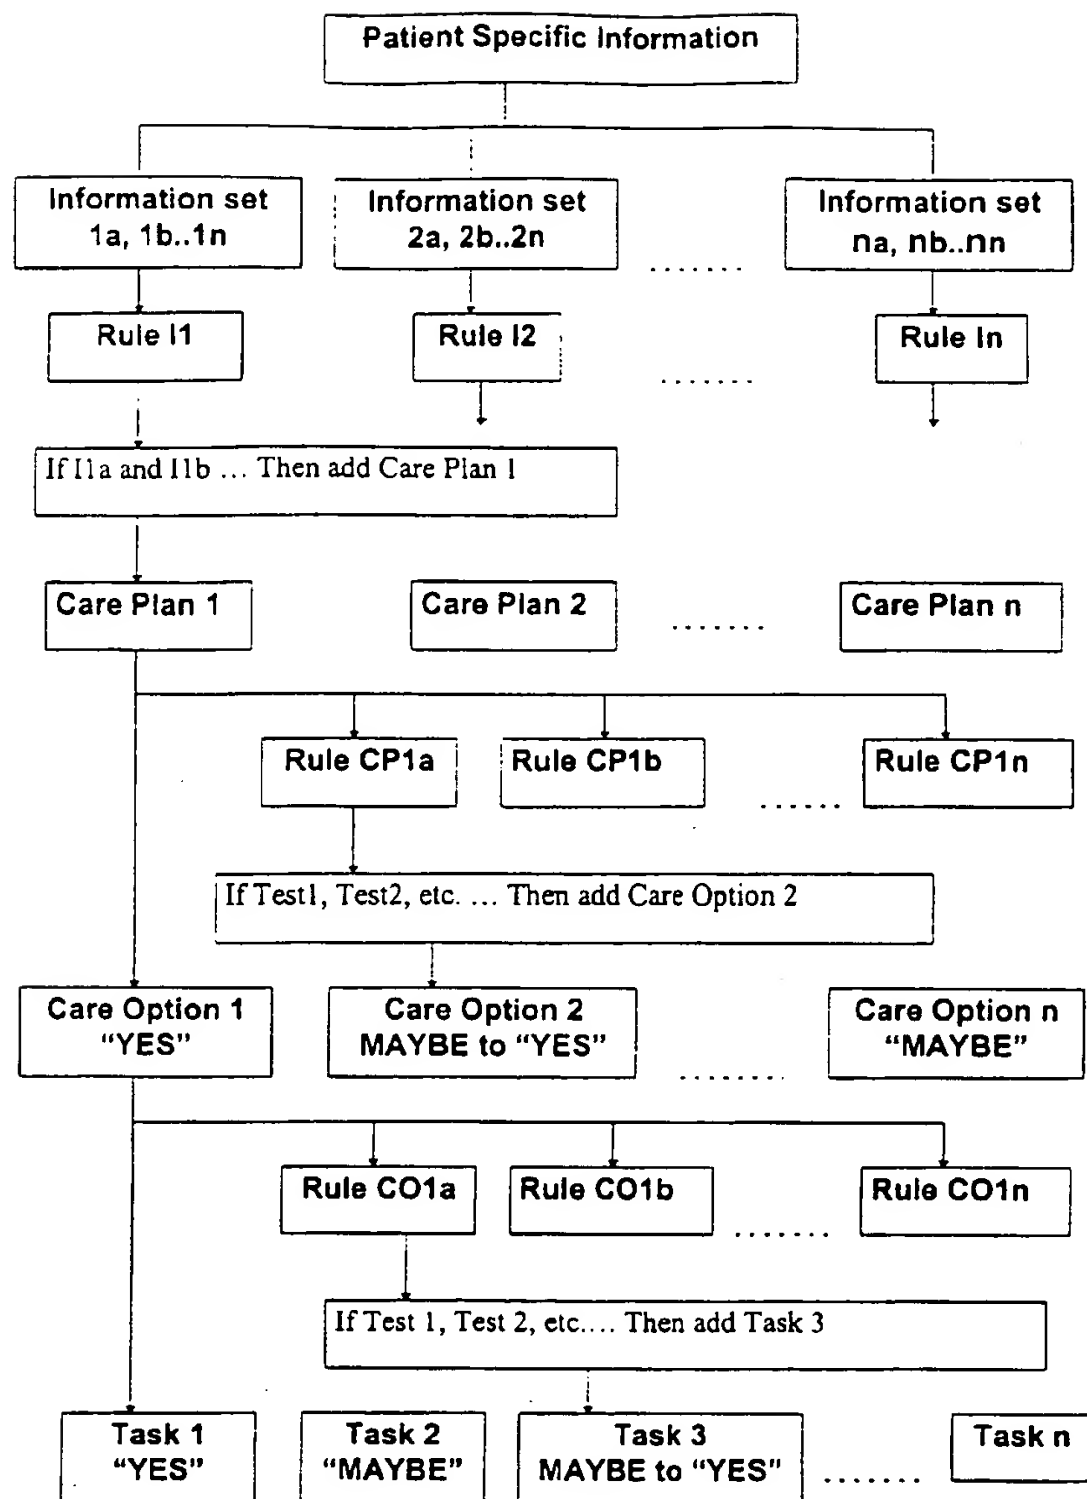 Patient Specific Information
Information set
1a, 1b..1n
Information set
2a, 2b..2n
Information set
na, nb..nn
........
Rule I1
Rule I2
Rule In
........
If I1a and I1b ... Then add Care Plan 1
Care Plan 1
Care Plan 2
Care Plan n
........
Rule CP1a
Rule CP1b
Rule CP1n
.......
If Test1, Test2, etc. ... Then add Care Option 2
Care Option 1
“YES”
Care Option 2
MAYBE to “YES”
Care Option n
“MAYBE”
........
Rule CO1a
Rule CO1b
Rule CO1n
........
If Test 1, Test 2, etc.... Then add Task 3
Task 1
“YES”
Task 2
“MAYBE”
Task 3
MAYBE to “YES”
Task n
........